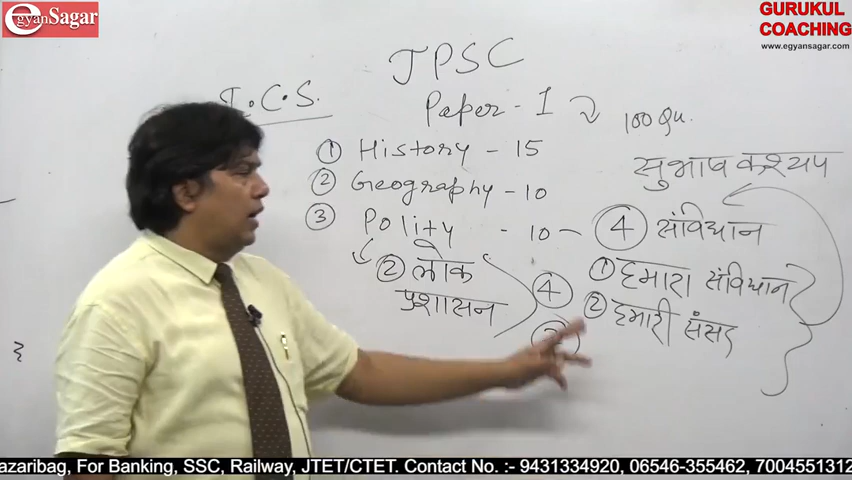 egyanSagar
GURUKUL
COACHING
www.egyansagar.com
JPSC
I.C.S.
Paper - 1
100 Qu.
① History - 15
② Geography - 10
③ Polity - 10 -
② लोक
प्रशासन
④
सुभाष कश्यप
④ संविधान
① हमारा संविधान
② हमारी संसद
azaribag, For Banking, SSC, Railway, JTET/CTET. Contact No. :- 9431334920, 06546-355462, 7004551312